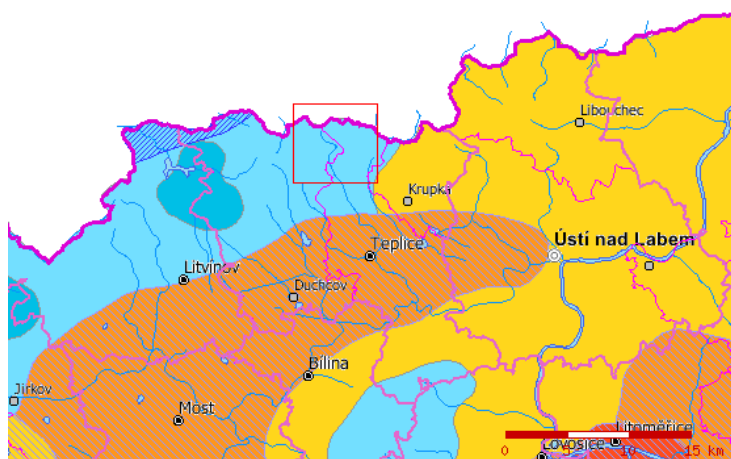 Libouchec
Krupka
Ústí nad Labem
Teplice
Litvínov
Duchcov
Bílina
Jirkov
Most
Litoměřice
Lovosice
0 5 10 15 km